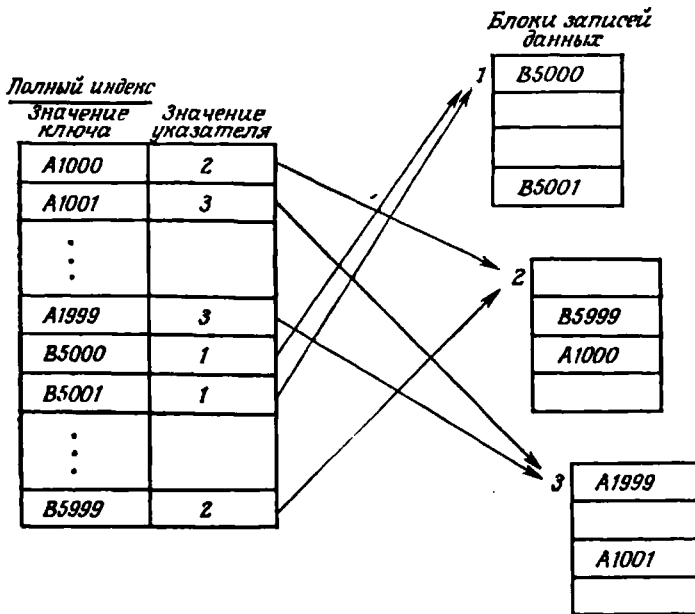 Блоки записей
данных
Полный индекс
Значение ключа Значение указателя
A1000 2
A1001 3
A1999 3
B5000 1
B5001 1
B5999 2
1 B5000
B5001
2
B5999
A1000
3 A1999
A1001